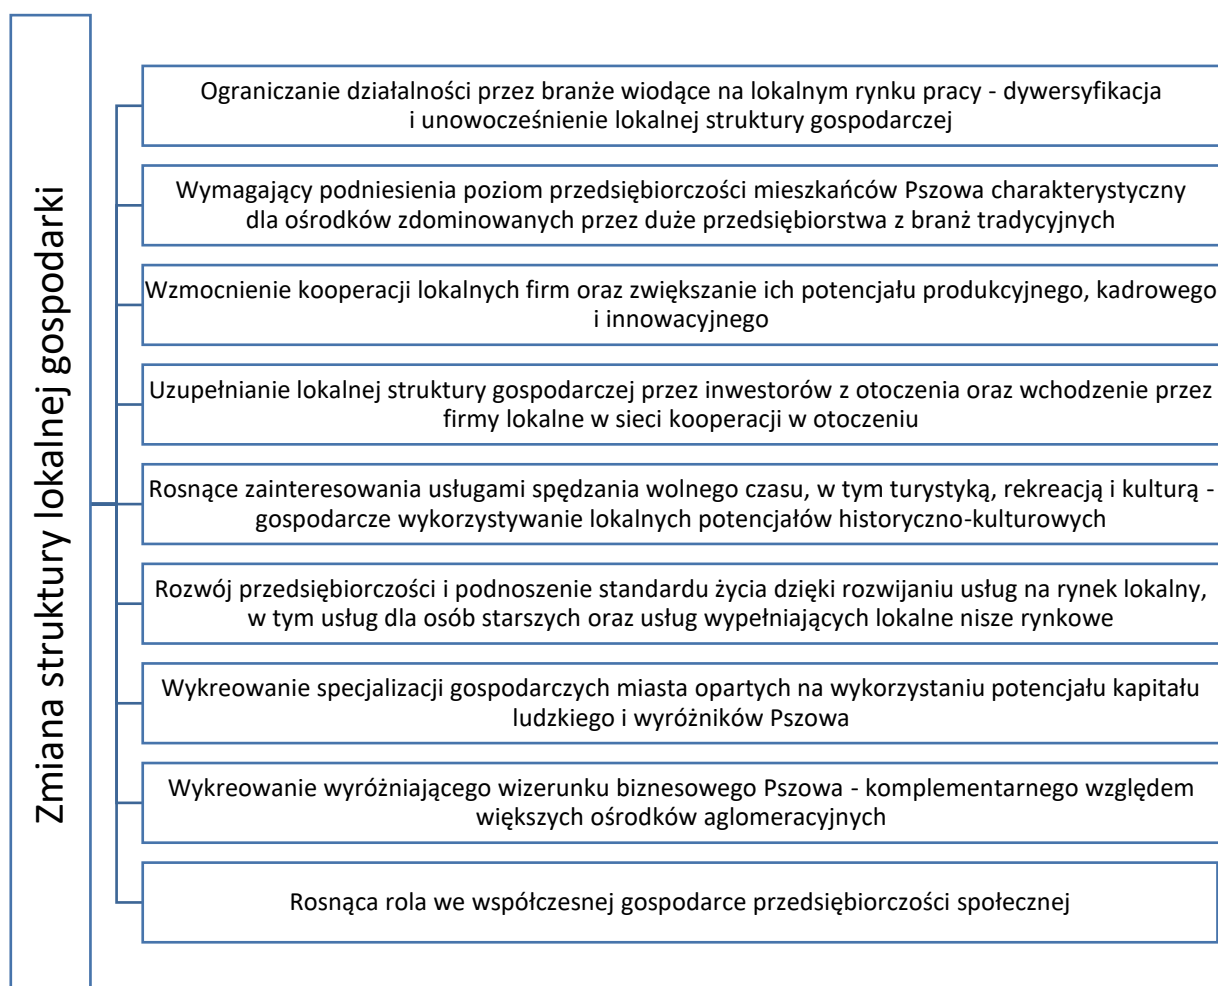 Zmiana struktury lokalnej gospodarki
Ograniczanie działalności przez branże wiodące na lokalnym rynku pracy - dywersyfikacja
i unowocześnienie lokalnej struktury gospodarczej
Wymagający podniesienia poziom przedsiębiorczości mieszkańców Pszowa charakterystyczny
dla ośrodków zdominowanych przez duże przedsiębiorstwa z branż tradycyjnych
Wzmocnienie kooperacji lokalnych firm oraz zwiększanie ich potencjału produkcyjnego, kadrowego
i innowacyjnego
Uzupełnianie lokalnej struktury gospodarczej przez inwestorów z otoczenia oraz wchodzenie przez
firmy lokalne w sieci kooperacji w otoczeniu
Rosnące zainteresowania usługami spędzania wolnego czasu, w tym turystyką, rekreacją i kulturą -
gospodarcze wykorzystywanie lokalnych potencjałów historyczno-kulturowych
Rozwój przedsiębiorczości i podnoszenie standardu życia dzięki rozwijaniu usług na rynek lokalny,
w tym usług dla osób starszych oraz usług wypełniających lokalne nisze rynkowe
Wykreowanie specjalizacji gospodarczych miasta opartych na wykorzystaniu potencjału kapitału
ludzkiego i wyróżników Pszowa
Wykreowanie wyróżniającego wizerunku biznesowego Pszowa - komplementarnego względem
większych ośrodków aglomeracyjnych
Rosnąca rola we współczesnej gospodarce przedsiębiorczości społecznej